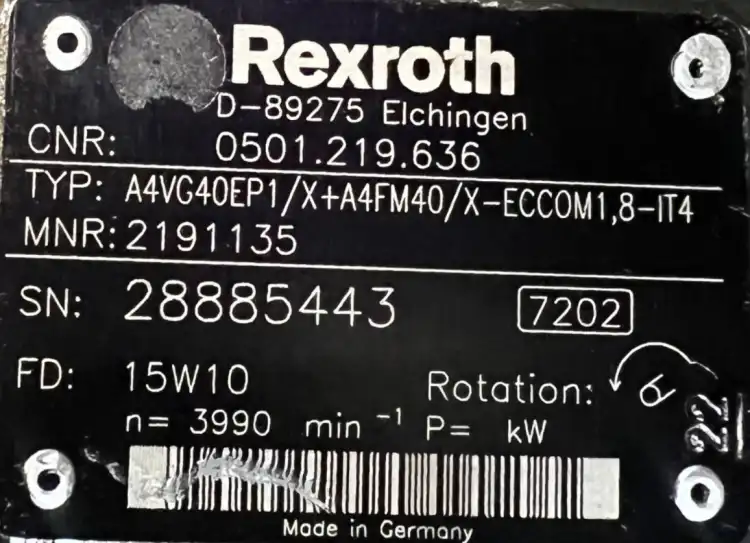 Rexroth
D-89275 Elchingen
CNR: 0501.219.636
TYP: A4VG40EP1/X+A4FM40/X-ECCOM1,8-IT4
MNR: 2191135
SN: 28885443 7202
FD: 15W10 Rotation:
n= 3990 min -1 P= kW
22
Made in Germany